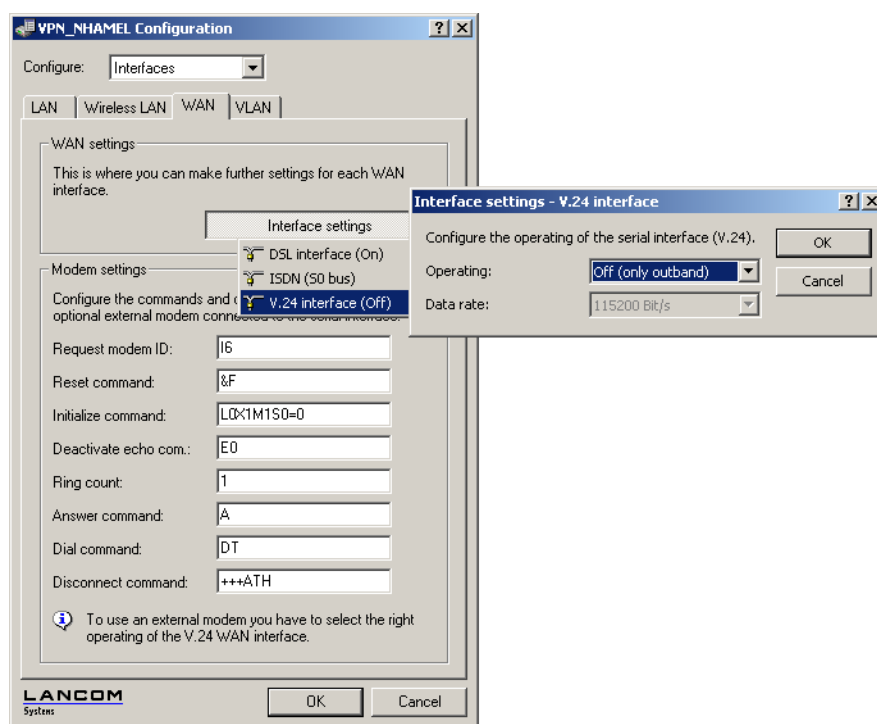 VPN_NHAMEL Configuration
Configure: Interfaces
LAN Wireless LAN WAN VLAN
WAN settings
This is where you can make further settings for each WAN
interface.
Interface settings
DSL interface (On)
ISDN (S0 bus)
V.24 interface (Off)
Modem settings
Configure the commands and
optional external modem connected to the serial interface.
Request modem ID: I6
Reset command: &F
Initialize command: L0X1M1S0=0
Deactivate echo com.: E0
Ring count: 1
Answer command: A
Dial command: DT
Disconnect command: +++ATH
To use an external modem you have to select the right
operating of the V.24 WAN interface.
LANCOM
Systems
OK Cancel
Interface settings - V.24 interface
Configure the operating of the serial interface (V.24).
Operating: Off (only outband)
Data rate: 115200 Bit/s
OK
Cancel